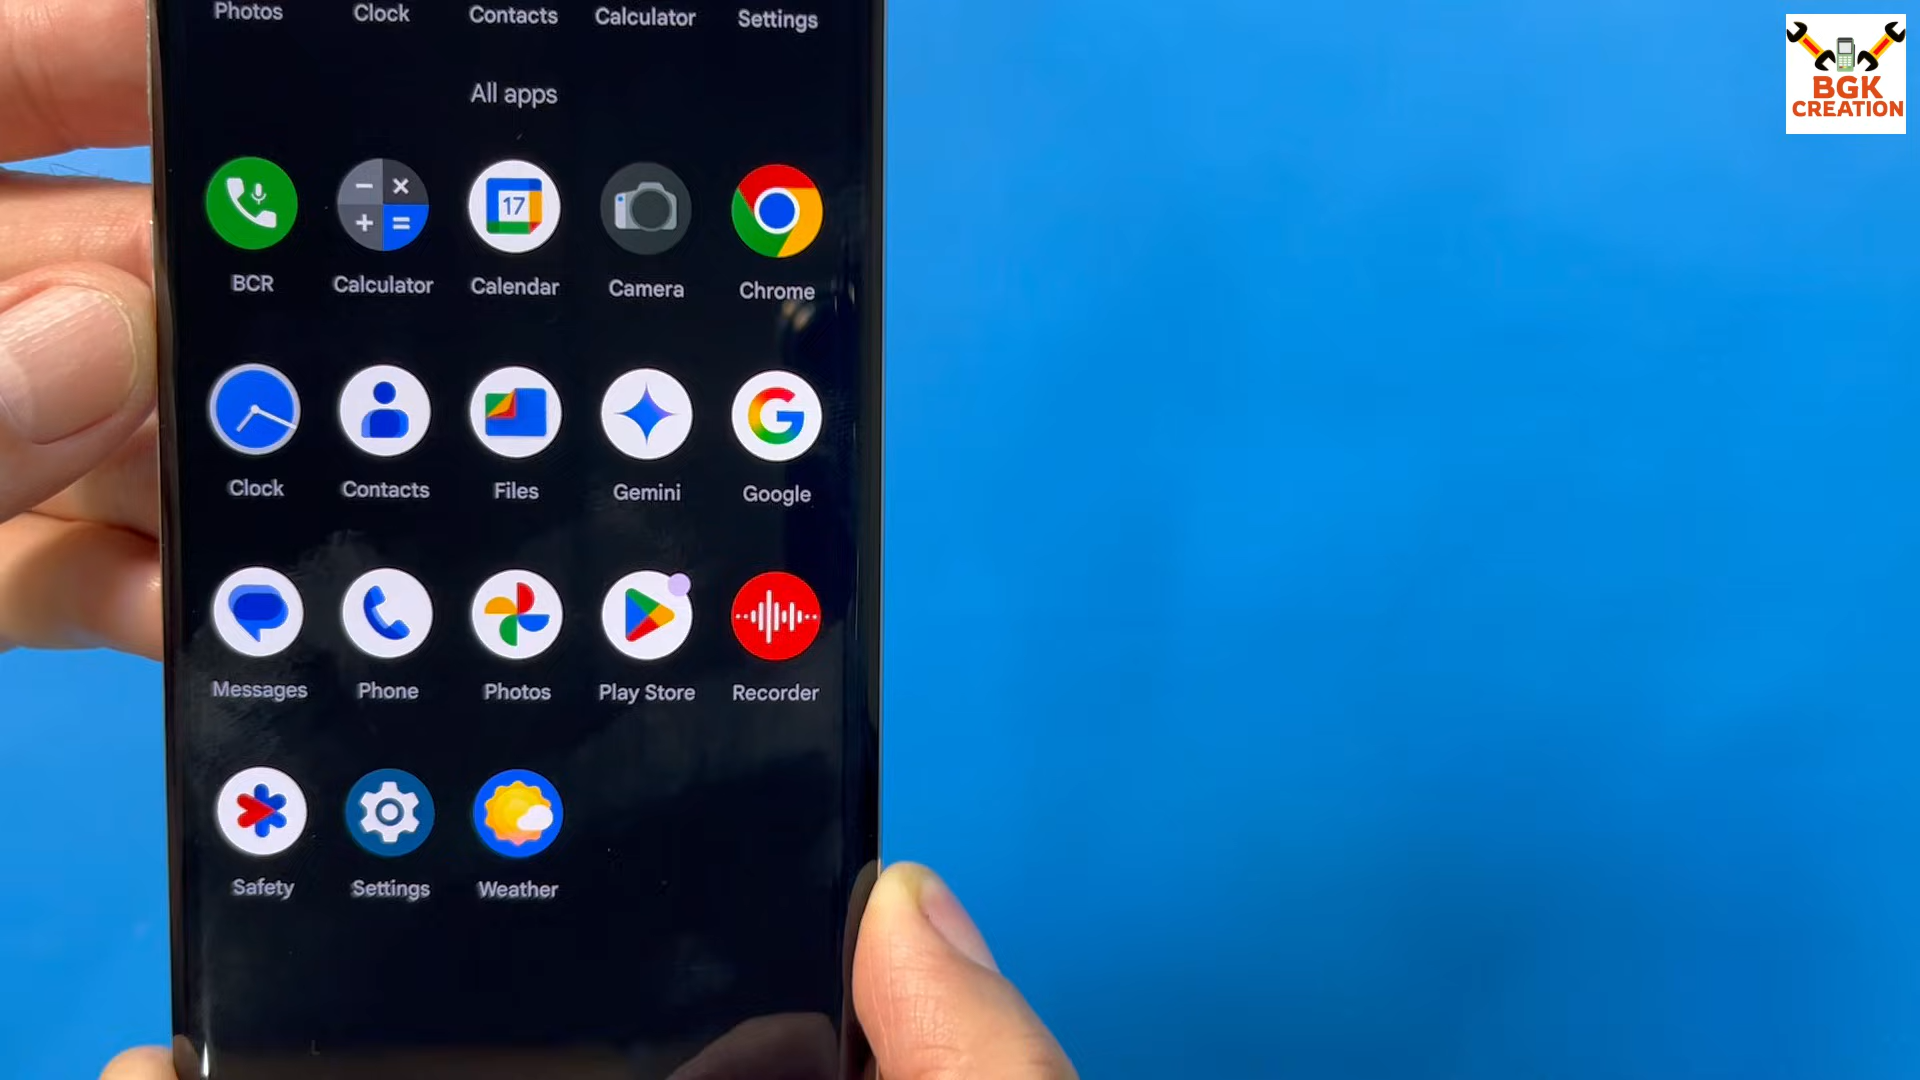 Photos Clock Contacts Calculator Settings
All apps
17
BCR Calculator Calendar Camera Chrome
Clock Contacts Files Gemini Google
Messages Phone Photos Play Store Recorder
Safety Settings Weather
BGK
CREATION